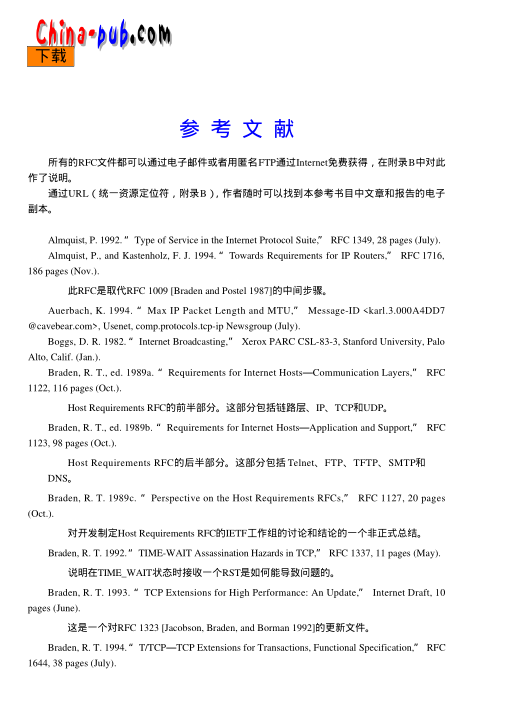 China-pub.com
下载
参 考 文 献
所有的RFC文件都可以通过电子邮件或者用匿名FTP通过Internet免费获得，在附录B中对此
作了说明。
通过URL（统一资源定位符，附录B），作者随时可以找到本参考书目中文章和报告的电子
副本。
Almquist, P. 1992. “ Type of Service in the Internet Protocol Suite,” RFC 1349, 28 pages (July).
Almquist, P., and Kastenholz, F. J. 1994. “ Towards Requirements for IP Routers,” RFC 1716,
186 pages (Nov.).
此RFC是取代RFC 1009 [Braden and Postel 1987]的中间步骤。
Auerbach, K. 1994. “ Max IP Packet Length and MTU,” Message-ID <karl.3.000A4DD7
@cavebear.com>, Usenet, comp.protocols.tcp-ip Newsgroup (July).
Boggs, D. R. 1982. “ Internet Broadcasting,” Xerox PARC CSL-83-3, Stanford University, Palo
Alto, Calif. (Jan.).
Braden, R. T., ed. 1989a. “ Requirements for Internet Hosts—Communication Layers,” RFC
1122, 116 pages (Oct.).
Host Requirements RFC的前半部分。这部分包括链路层、IP、TCP和UDP。
Braden, R. T., ed. 1989b. “ Requirements for Internet Hosts—Application and Support,” RFC
1123, 98 pages (Oct.).
Host Requirements RFC的后半部分。这部分包括 Telnet、FTP、TFTP、SMTP和
DNS。
Braden, R. T. 1989c. “ Perspective on the Host Requirements RFCs,” RFC 1127, 20 pages
(Oct.).
对开发制定Host Requirements RFC的IETF工作组的讨论和结论的一个非正式总结。
Braden, R. T. 1992. “ TIME-WAIT Assassination Hazards in TCP,” RFC 1337, 11 pages (May).
说明在TIME_WAIT状态时接收一个RST是如何能导致问题的。
Braden, R. T. 1993. “ TCP Extensions for High Performance: An Update,” Internet Draft, 10
pages (June).
这是一个对RFC 1323 [Jacobson, Braden, and Borman 1992]的更新文件。
Braden, R. T. 1994. “ T/TCP—TCP Extensions for Transactions, Functional Specification,” RFC
1644, 38 pages (July).